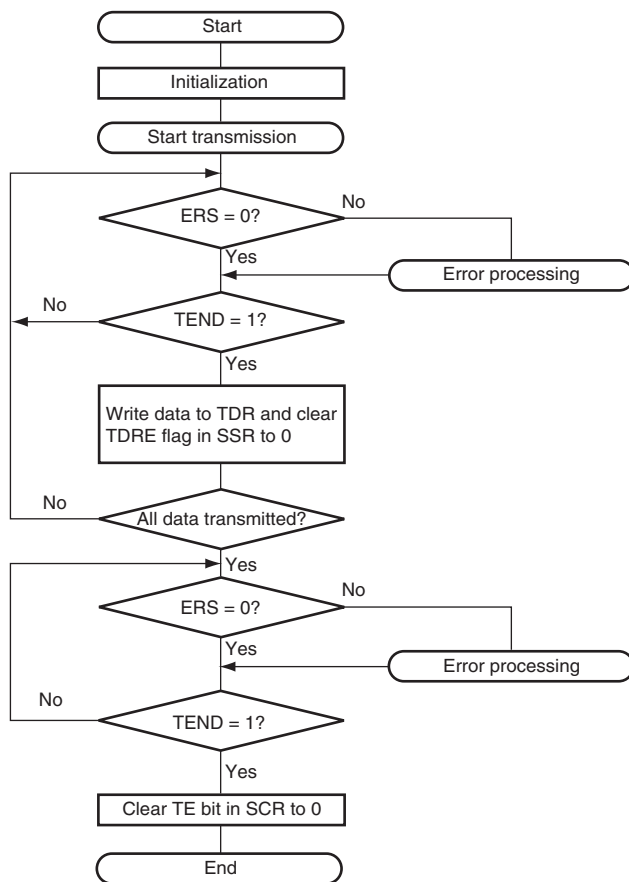 Start
Initialization
Start transmission
No
ERS = 0?
Yes
Error processing
No
TEND = 1?
Yes
Write data to TDR and clear
TDRE flag in SSR to 0
No
All data transmitted?
Yes
No
ERS = 0?
Yes
Error processing
No
TEND = 1?
Yes
Clear TE bit in SCR to 0
End